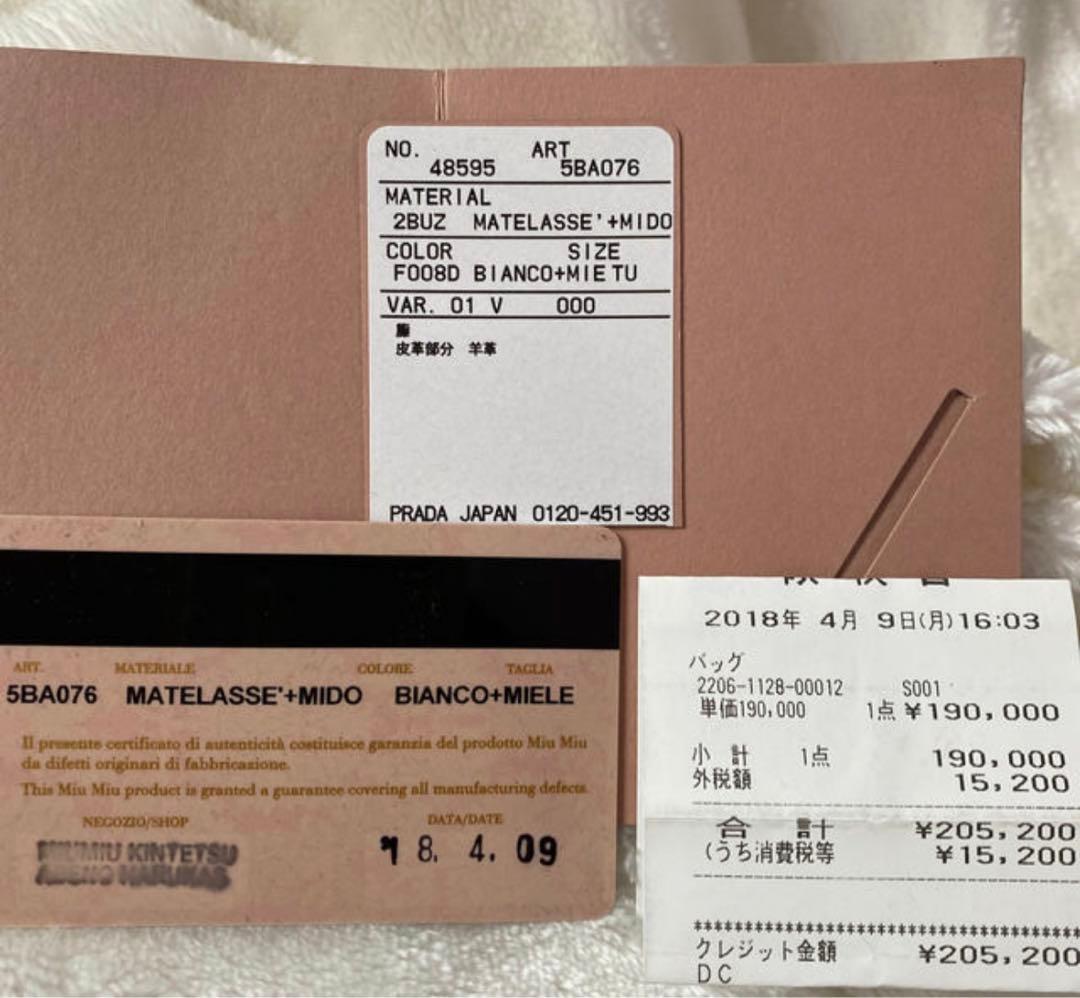 NO. ART
48595 5BA076
MATERIAL
2BUZ MATELASSE'+MIDO
COLOR SIZE
F008D BIANCO+MIE TU
VAR. 01 V 000
皮革部分 羊革
PRADA JAPAN 0120-451-993
ART. MATERIALE COLORE TAGLIA
5BA076 MATELASSE'+MIDO BIANCO+MIELE
Il presente certificato di autenticità costituisce garanzia del prodotto Miu Miu
da difetti originari di fabbricazione.
This Miu Miu product is granted a guarantee covering all manufacturing defects.
NEGOZIO/SHOP DATA/DATE
MIUMIU KINTETSU
ABENO HARUKAS
18. 4. 09
2018年 4月 9日(月)16:03
バッグ
2206-1128-00012 S001
単価190,000 1点 ¥190,000
小 計 1点 190,000
外税額 15,200
合 計 ¥205,200
(うち消費税等 ¥15,200
********************************
クレジット金額 ¥205,200
DC